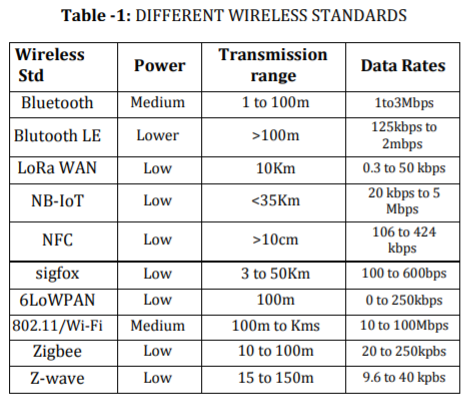 Table -1: DIFFERENT WIRELESS STANDARDS
Wireless Std Power Transmission range Data Rates
Bluetooth Medium 1 to 100m 1to3Mbps
Blutooth LE Lower >100m 125kbps to 2mbps
LoRa WAN Low 10Km 0.3 to 50 kbps
NB-IoT Low <35Km 20 kbps to 5 Mbps
NFC Low >10cm 106 to 424 kbps
sigfox Low 3 to 50Km 100 to 600bps
6LoWPAN Low 100m 0 to 250kbps
802.11/Wi-Fi Medium 100m to Kms 10 to 100Mbps
Zigbee Low 10 to 100m 20 to 250kpbs
Z-wave Low 15 to 150m 9.6 to 40 kpbs